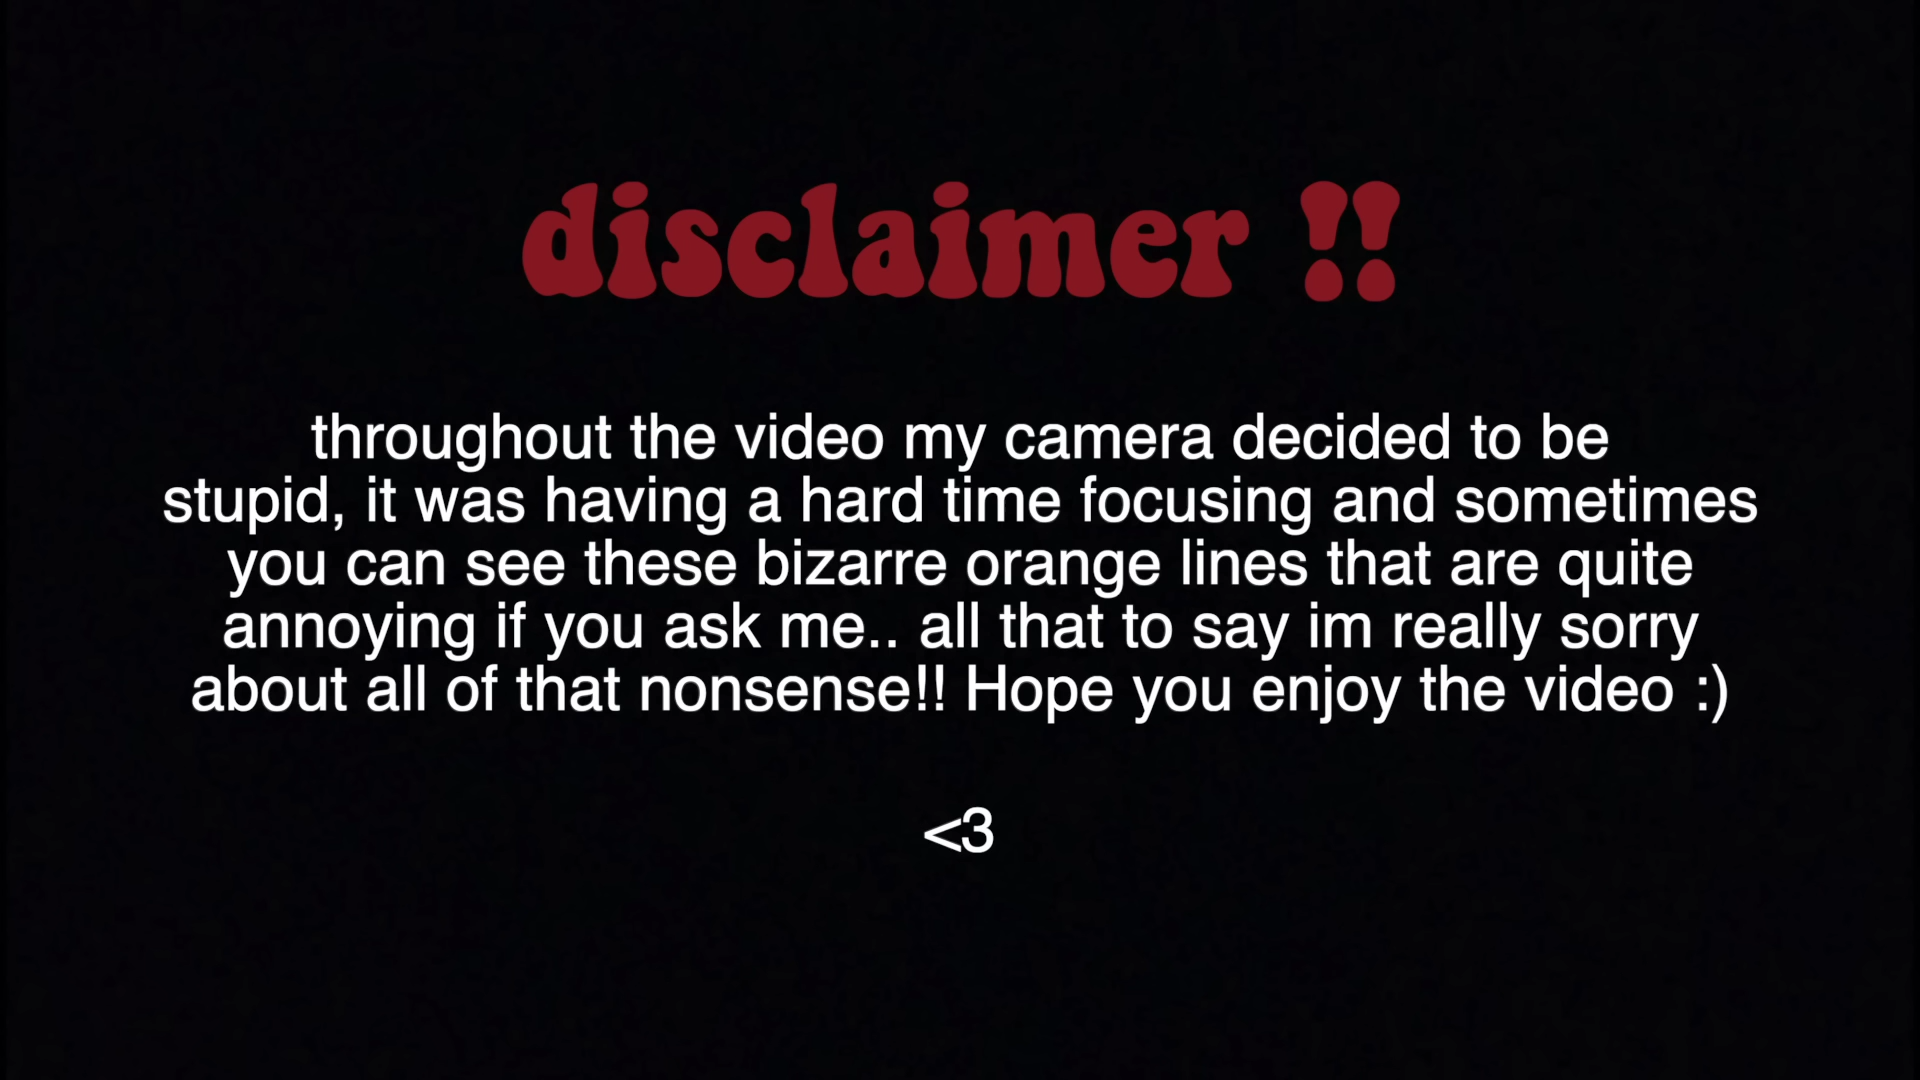 disclaimer !!
throughout the video my camera decided to be
stupid, it was having a hard time focusing and sometimes
you can see these bizarre orange lines that are quite
annoying if you ask me.. all that to say im really sorry
about all of that nonsense!! Hope you enjoy the video :)
<3